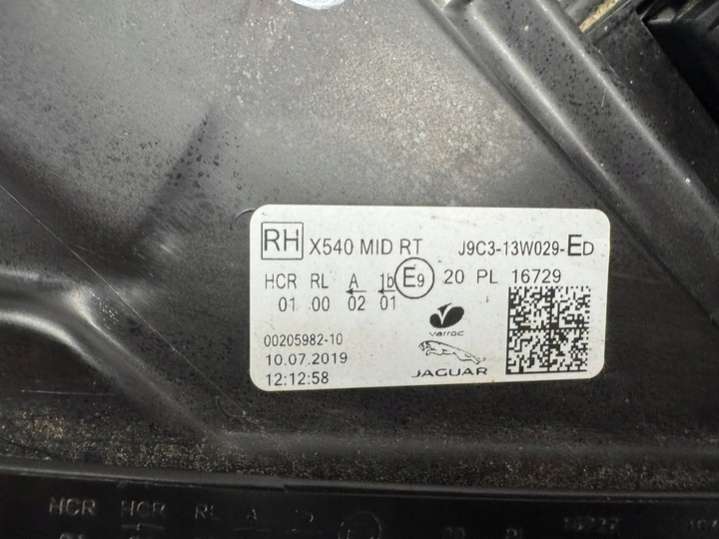 RH X540 MID RT J9C3-13W029-ED
HCR RL A 1b E9 20 PL 16729
01 00 02 01
00205982-10
10.07.2019
12:12:58
varroc
JAGUAR
HCR HCR RL A